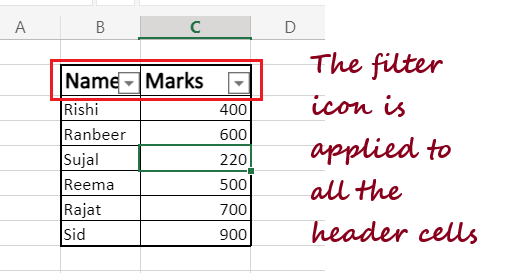 A B C D
Name Marks
Rishi 400
Ranbeer 600
Sujal 220
Reema 500
Rajat 700
Sid 900
The filter
icon is
applied to
all the
header cells